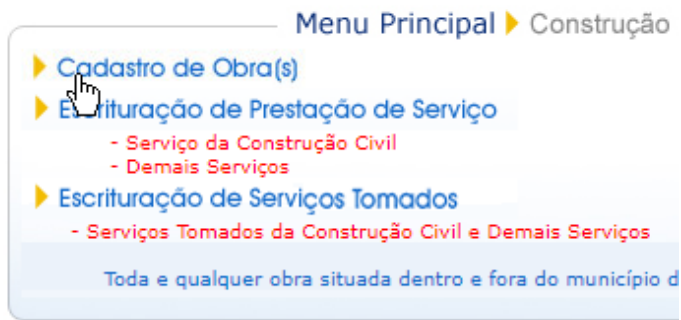 Menu Principal Construção
Cadastro de Obra(s)
Escrituração de Prestação de Serviço
- Serviço da Construção Civil
- Demais Serviços
Escrituração de Serviços Tomados
- Serviços Tomados da Construção Civil e Demais Serviços
Toda e qualquer obra situada dentro e fora do município